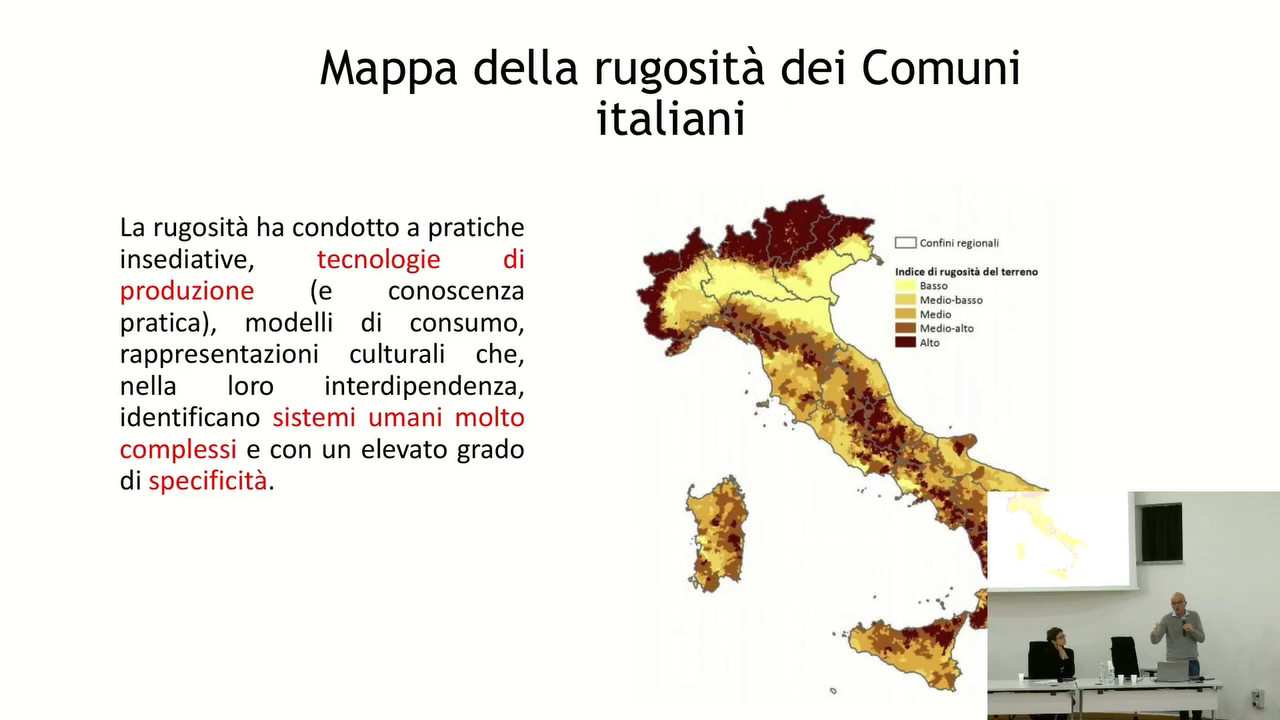 Mappa della rugosità dei Comuni
italiani
La rugosità ha condotto a pratiche
insediative, tecnologie di
produzione (e conoscenza
pratica), modelli di consumo,
rappresentazioni culturali che,
nella loro interdipendenza,
identificano sistemi umani molto
complessi e con un elevato grado
di specificità.
Confini regionali
Indice di rugosità del terreno
Basso
Medio-basso
Medio
Medio-alto
Alto